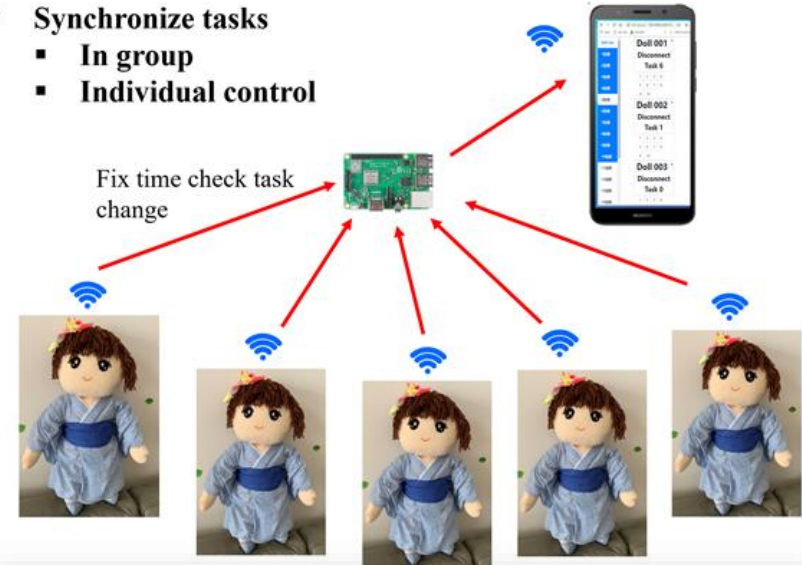 Synchronize tasks
▪ In group
▪ Individual control
Fix time check task
change
Doll 001
Disconnect
Task 6
Doll 002
Disconnect
Task 1
Doll 003
Disconnect
Task 0
HUAWEI